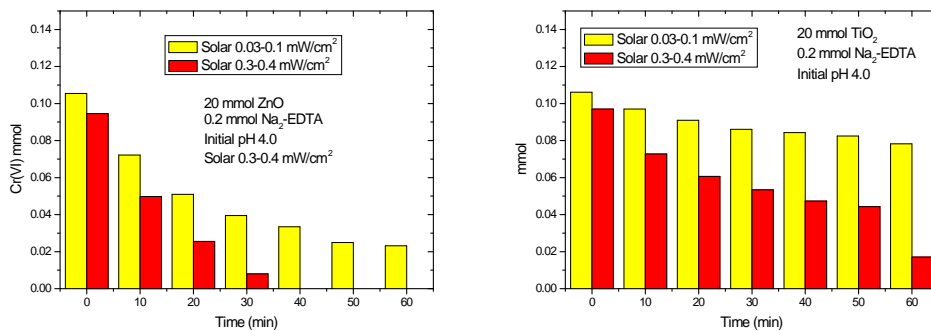 0.14
0.12
0.10
0.08
0.06
0.04
0.02
0.00
Cr(VI) mmol
Solar 0.03-0.1 mW/cm²
Solar 0.3-0.4 mW/cm²
20 mmol ZnO
0.2 mmol Na₂-EDTA
Initial pH 4.0
Solar 0.3-0.4 mW/cm²
0 10 20 30 40 50 60
Time (min)
0.14
0.12
0.10
0.08
0.06
0.04
0.02
0.00
mmol
Solar 0.03-0.1 mW/cm²
Solar 0.3-0.4 mW/cm²
20 mmol TiO₂
0.2 mmol Na₂-EDTA
Initial pH 4.0
0 10 20 30 40 50 60
Time (min)